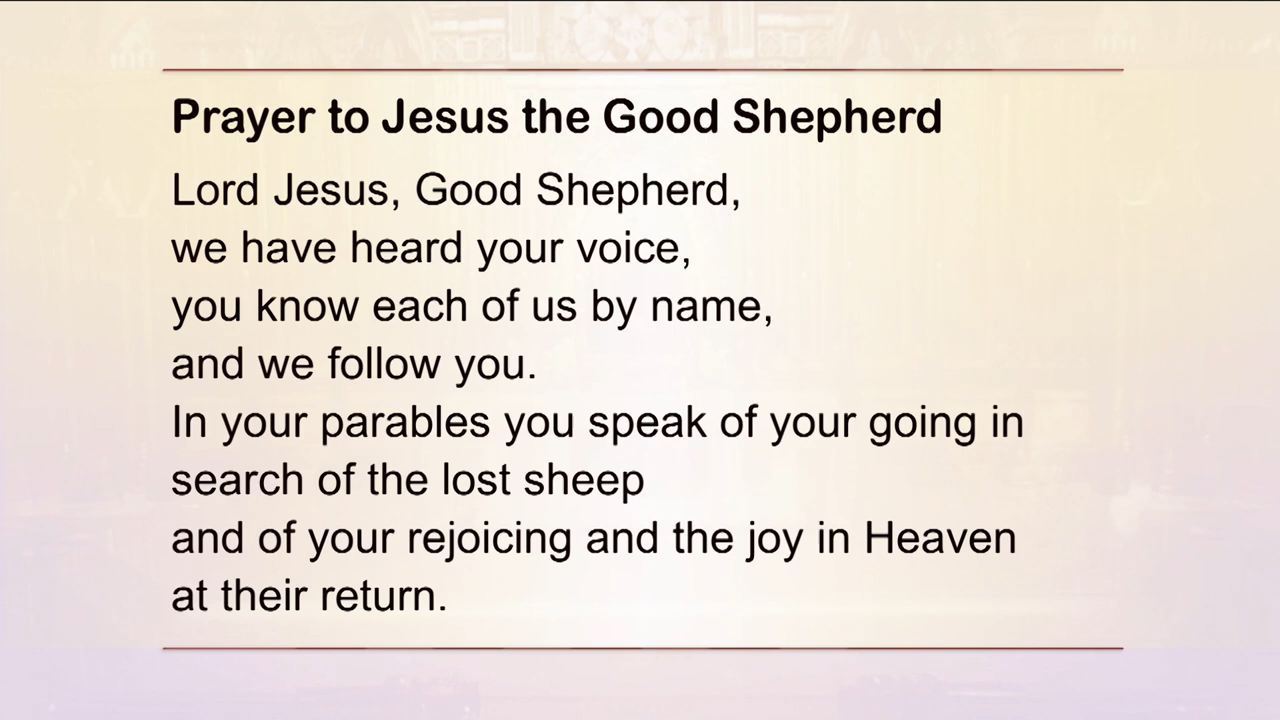 Prayer to Jesus the Good Shepherd
Lord Jesus, Good Shepherd,
we have heard your voice,
you know each of us by name,
and we follow you.
In your parables you speak of your going in
search of the lost sheep
and of your rejoicing and the joy in Heaven
at their return.